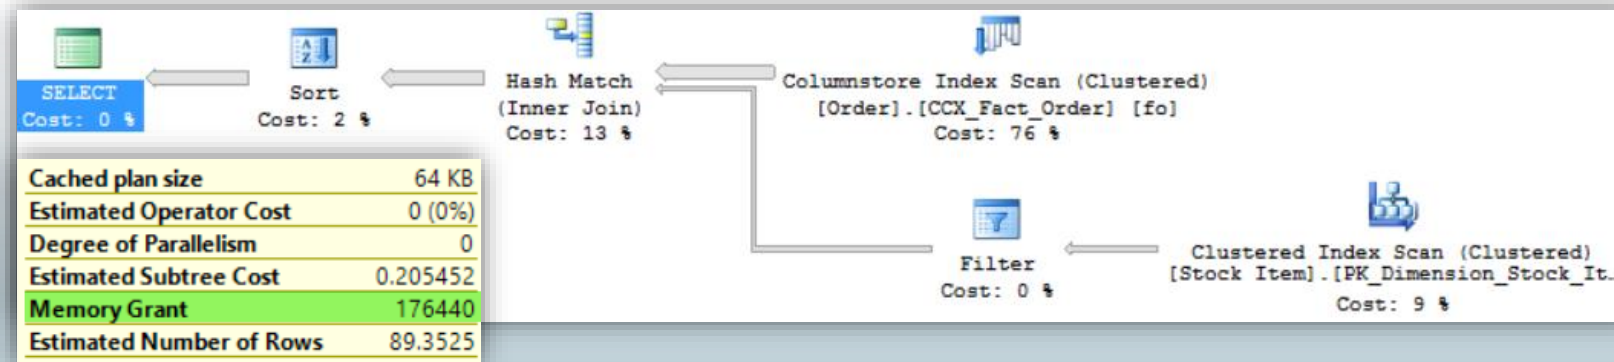 SELECT
Cost: 0 %
Sort
Cost: 2 %
Hash Match
(Inner Join)
Cost: 13 %
Columnstore Index Scan (Clustered)
[Order].[CCX_Fact_Order] [fo]
Cost: 76 %
Filter
Cost: 0 %
Clustered Index Scan (Clustered)
[Stock Item].[PK_Dimension_Stock_It…
Cost: 9 %
Cached plan size 64 KB
Estimated Operator Cost 0 (0%)
Degree of Parallelism 0
Estimated Subtree Cost 0.205452
Memory Grant 176440
Estimated Number of Rows 89.3525